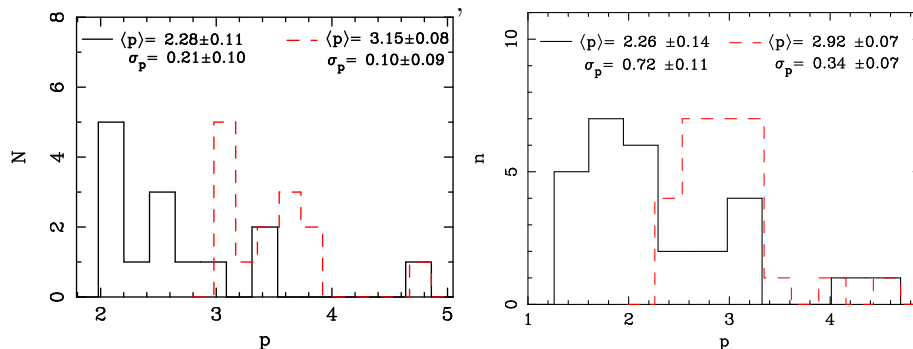 ,
⟨p⟩= 2.28±0.11
σp= 0.21±0.10
⟨p⟩= 3.15±0.08
σp= 0.10±0.09
8
6
4
2
0
N
2 3 4 5
p
⟨p⟩= 2.26 ±0.14
σp= 0.72 ±0.11
⟨p⟩= 2.92 ±0.07
σp= 0.34 ±0.07
10
5
0
n
1 2 3 4
p